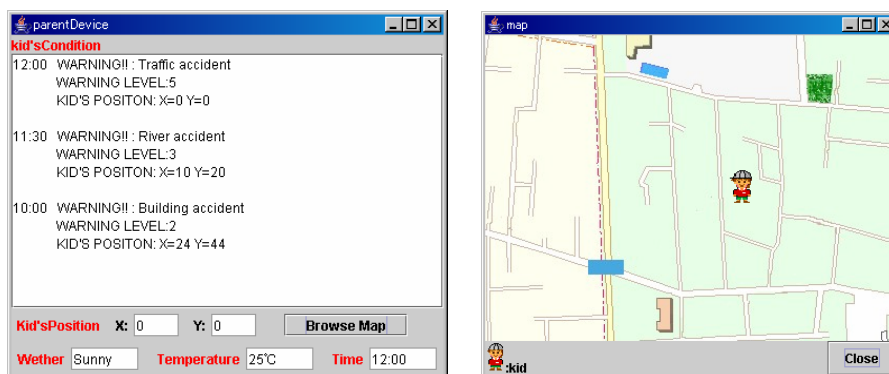 parentDevice
kid'sCondition
12:00 WARNING!! : Traffic accident
WARNING LEVEL:5
KID'S POSITON: X=0 Y=0
11:30 WARNING!! : River accident
WARNING LEVEL:3
KID'S POSITON: X=10 Y=20
10:00 WARNING!! : Building accident
WARNING LEVEL:2
KID'S POSITON: X=24 Y=44
Kid'sPosition X: 0 Y: 0 Browse Map
Wether Sunny Temperature 25℃ Time 12:00
map
:kid Close